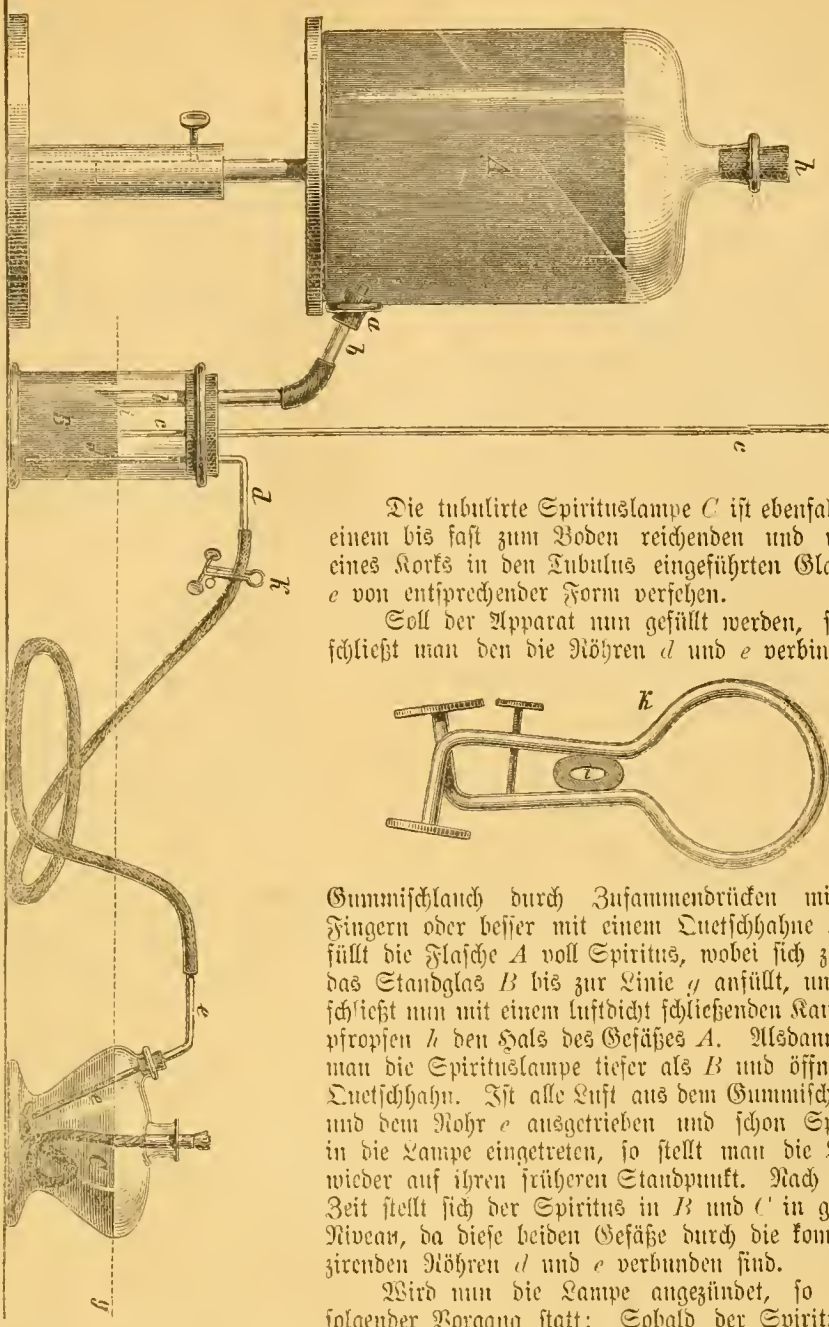 A
h
a
b
b
i
c
c
B
e
d
k
e
e
C
y
Die tubulirte Spirituslampe C ist ebenfal
einem bis fast zum Boden reichenden und
eines Korks in den Tubulus eingeführten Gla
e von entsprechender Form versehen.
Soll der Apparat nun gefüllt werden,
schließt man den die Röhren d und e verbin
K
i
Gummischlauch durch Zusammendrücken mi
Fingern oder besser mit einem Quetschhahne
füllt die Flasche A voll Spiritus, wobei sich z
das Standglas B bis zur Linie y anfüllt, un
schließt nun mit einem luftdicht schließenden Kau
pfropfen h den Hals des Gefäßes A. Alsdann
man die Spirituslampe tiefer als B und öffn
Quetschhahn. Ist alle Luft aus dem Gummisch
und dem Rohr e ausgetrieben und schon Sp
in die Lampe eingetreten, so stellt man die
wieder auf ihren früheren Standpunkt. Nach
Zeit stellt sich der Spiritus in B und C in g
Niveau, da diese beiden Gefäße durch die kom
zirenden Röhren d und e verbunden sind.
Wird nun die Lampe angezündet, so
folgender Vorgang statt: Sobald der Spirit